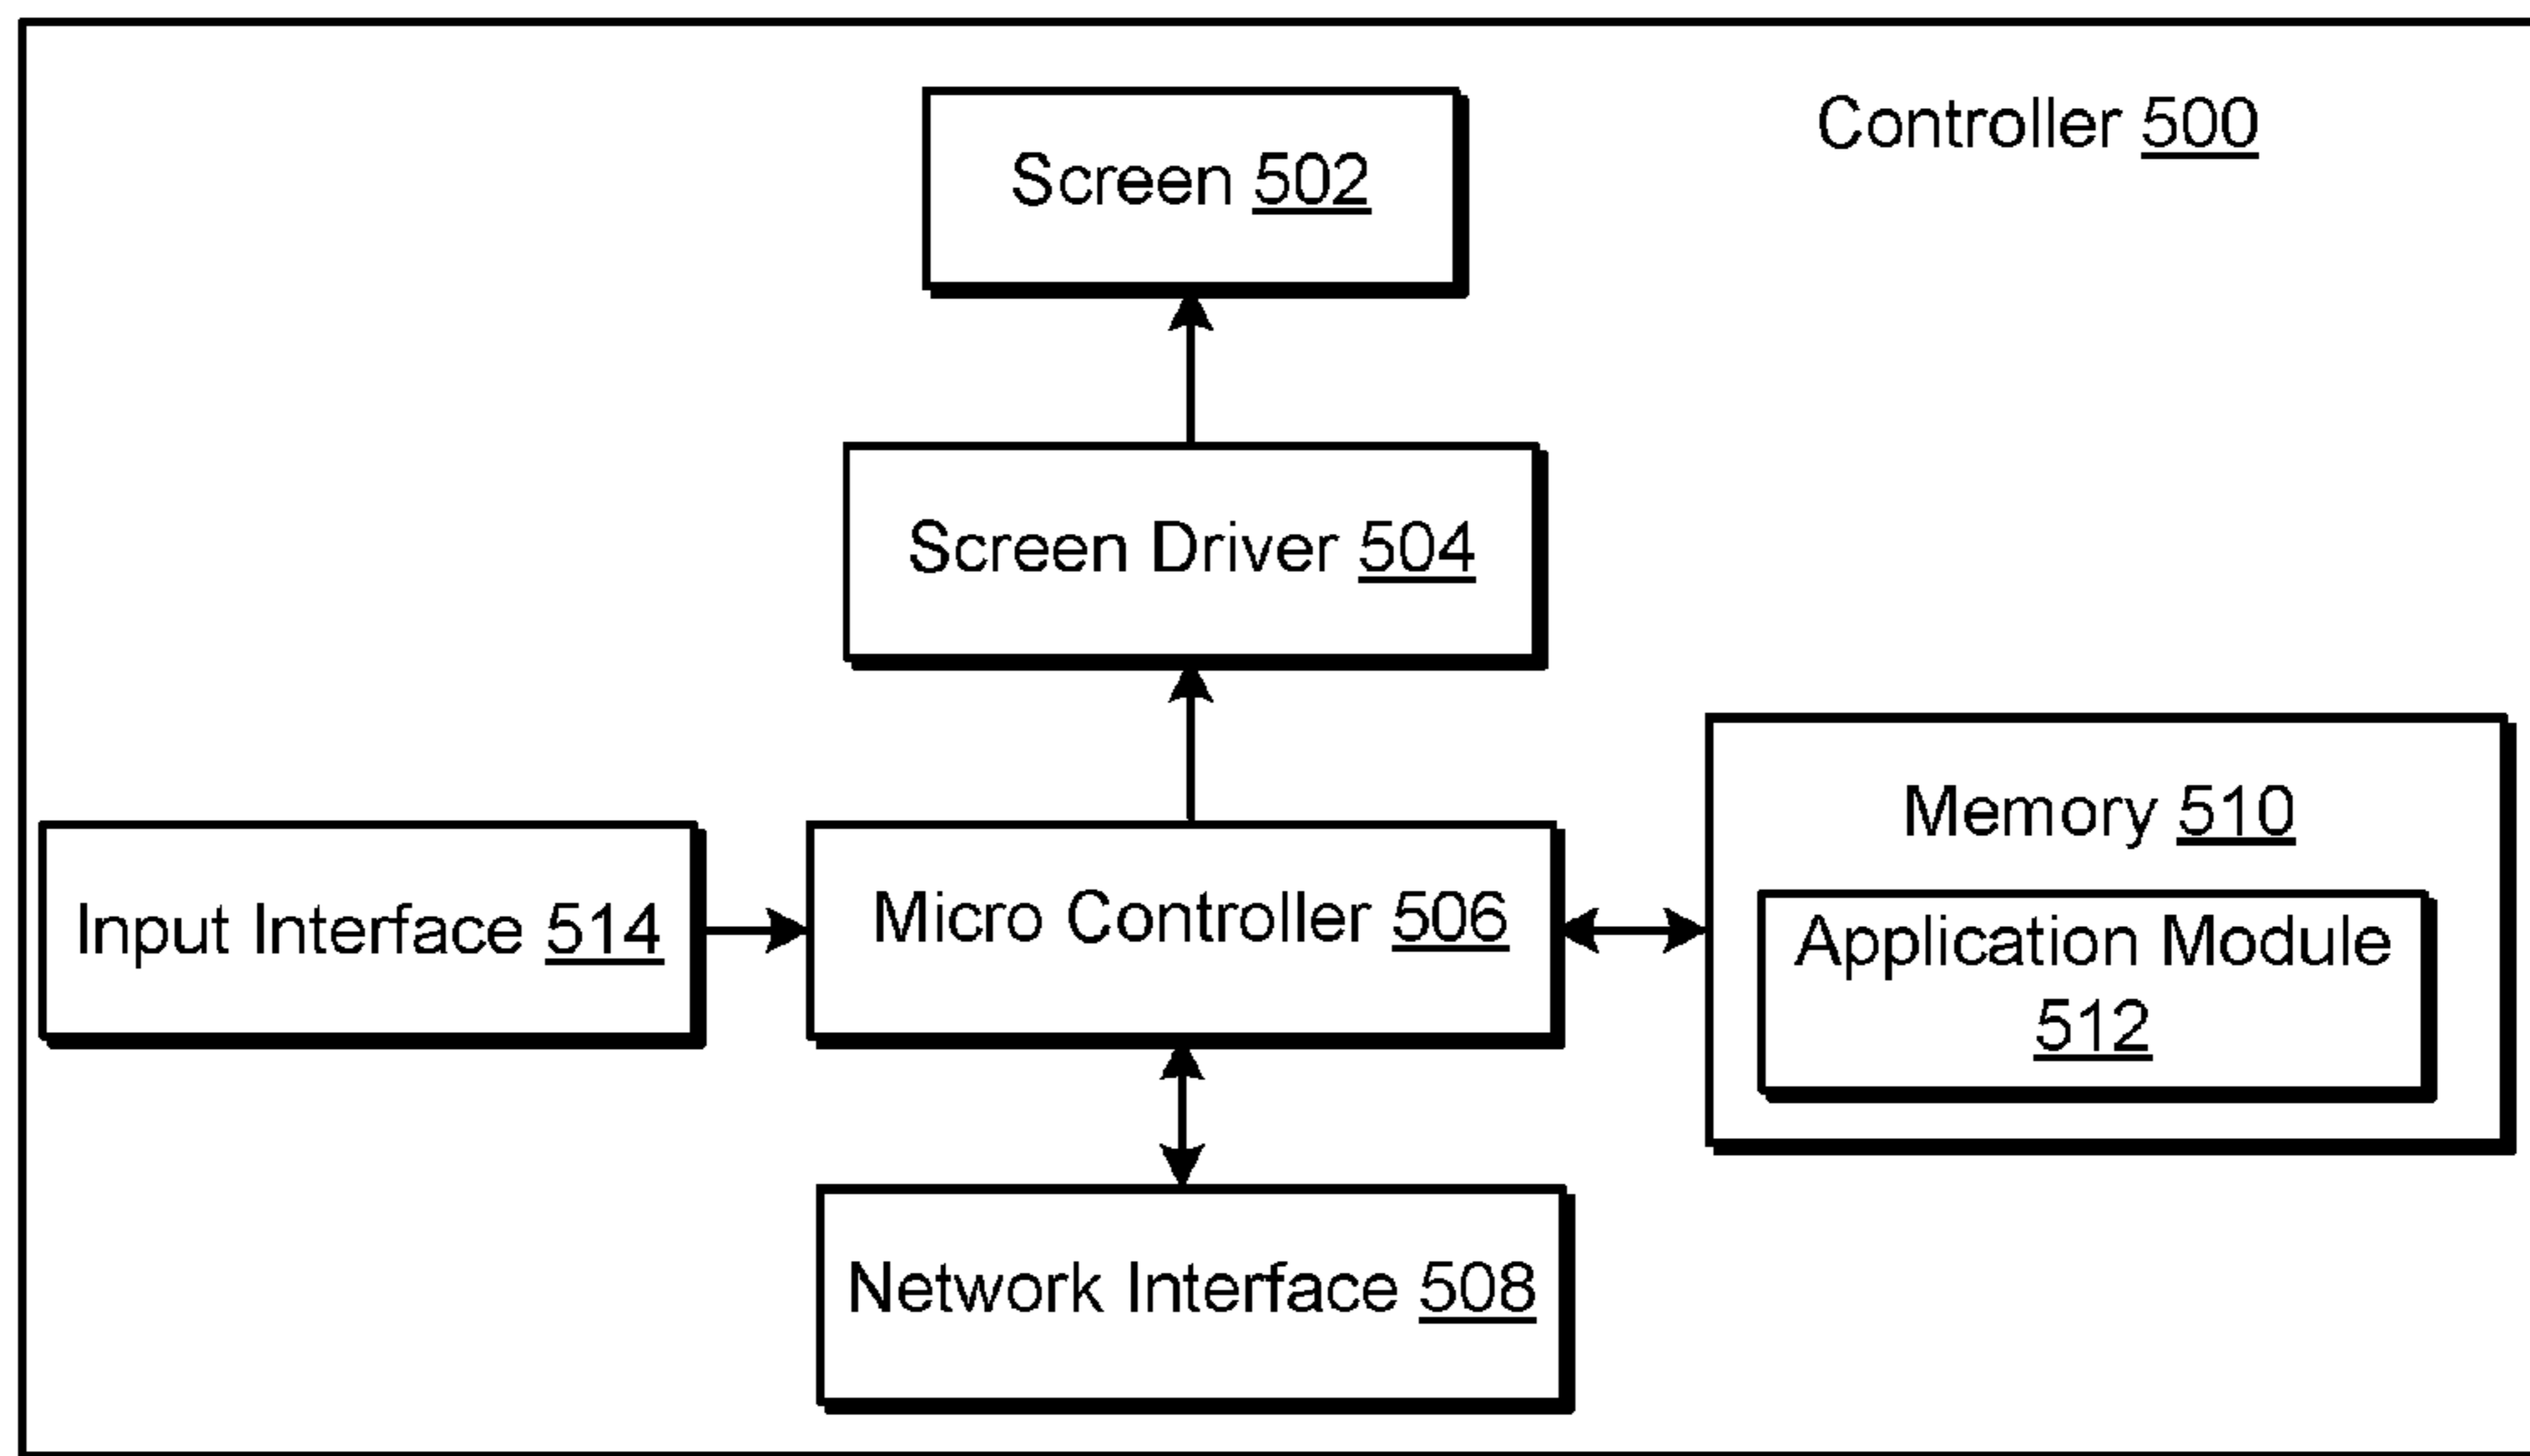 Controller 500
Screen 502
Screen Driver 504
Input Interface 514
Micro Controller 506
Memory 510
Application Module
512
Network Interface 508